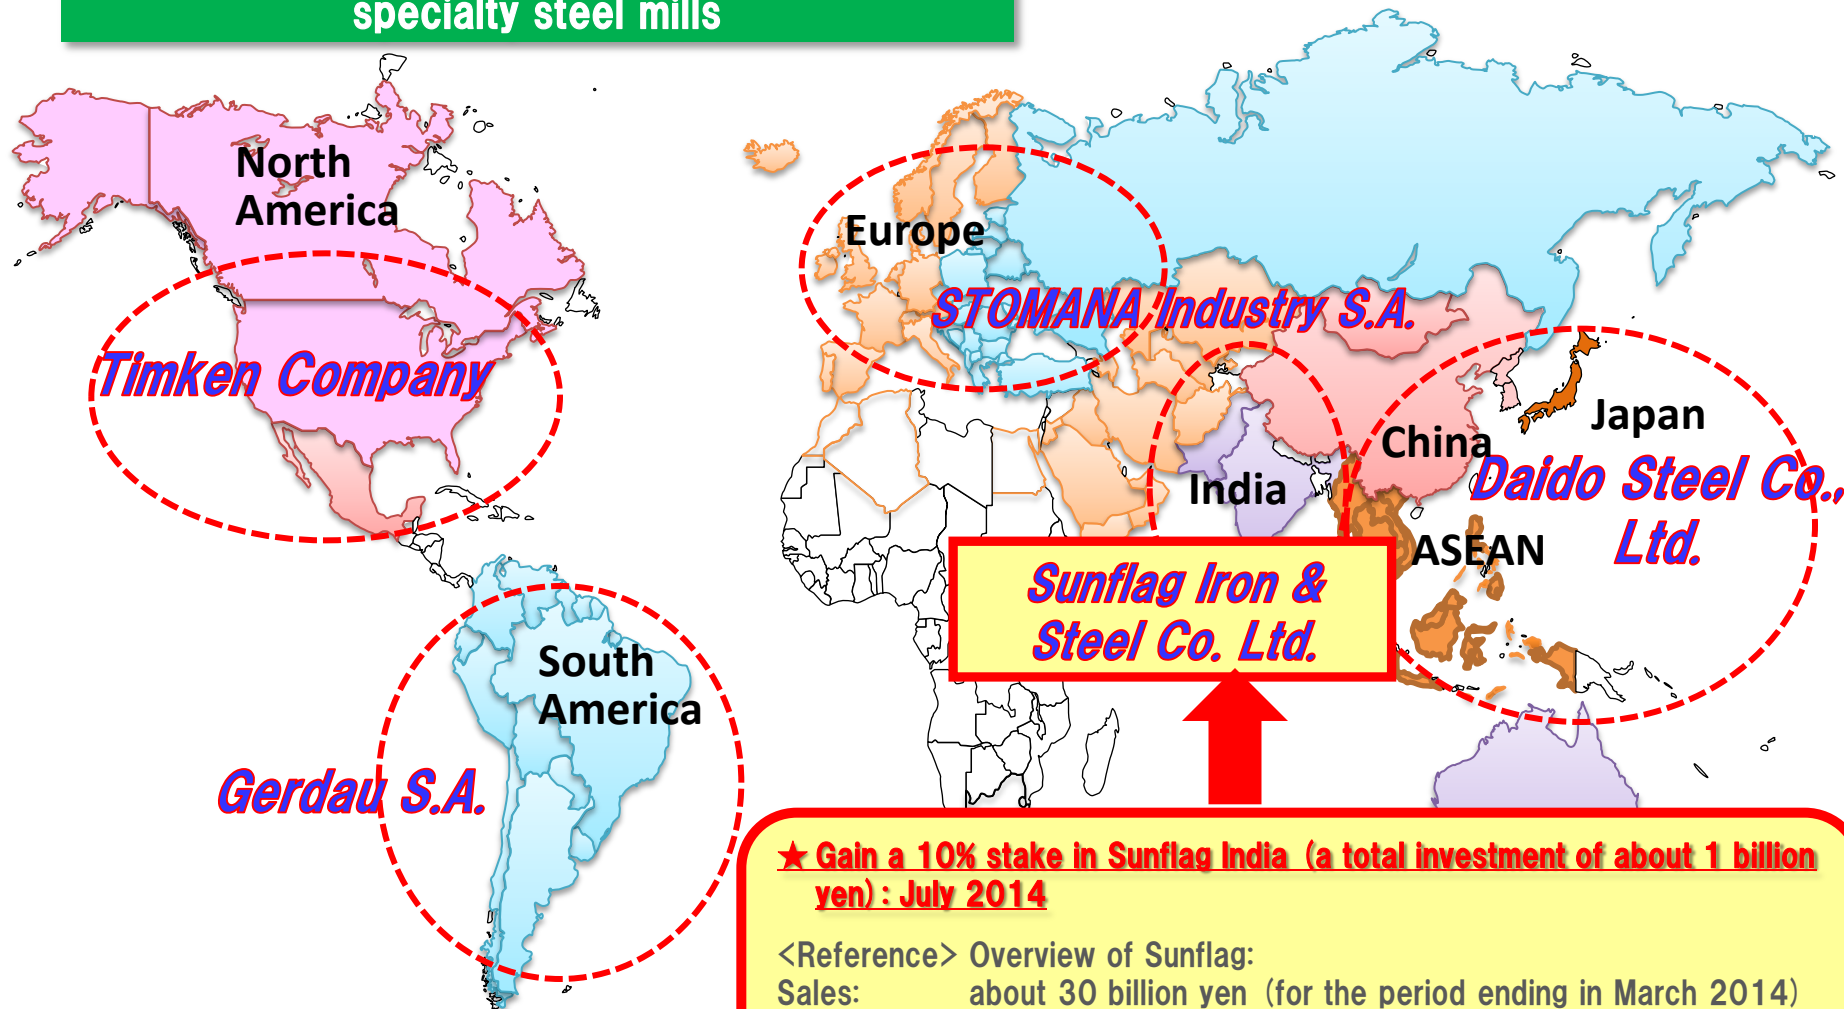 specialty steel mills
North
America
Europe
STOMANA Industry S.A.
Timken Company
Japan
China
Daido Steel Co.,
Ltd.
India
ASEAN
Sunflag Iron &
Steel Co. Ltd.
South
America
Gerdau S.A.
★ Gain a 10% stake in Sunflag India (a total investment of about 1 billion
yen): July 2014
<Reference> Overview of Sunflag:
Sales: about 30 billion yen (for the period ending in March 2014)